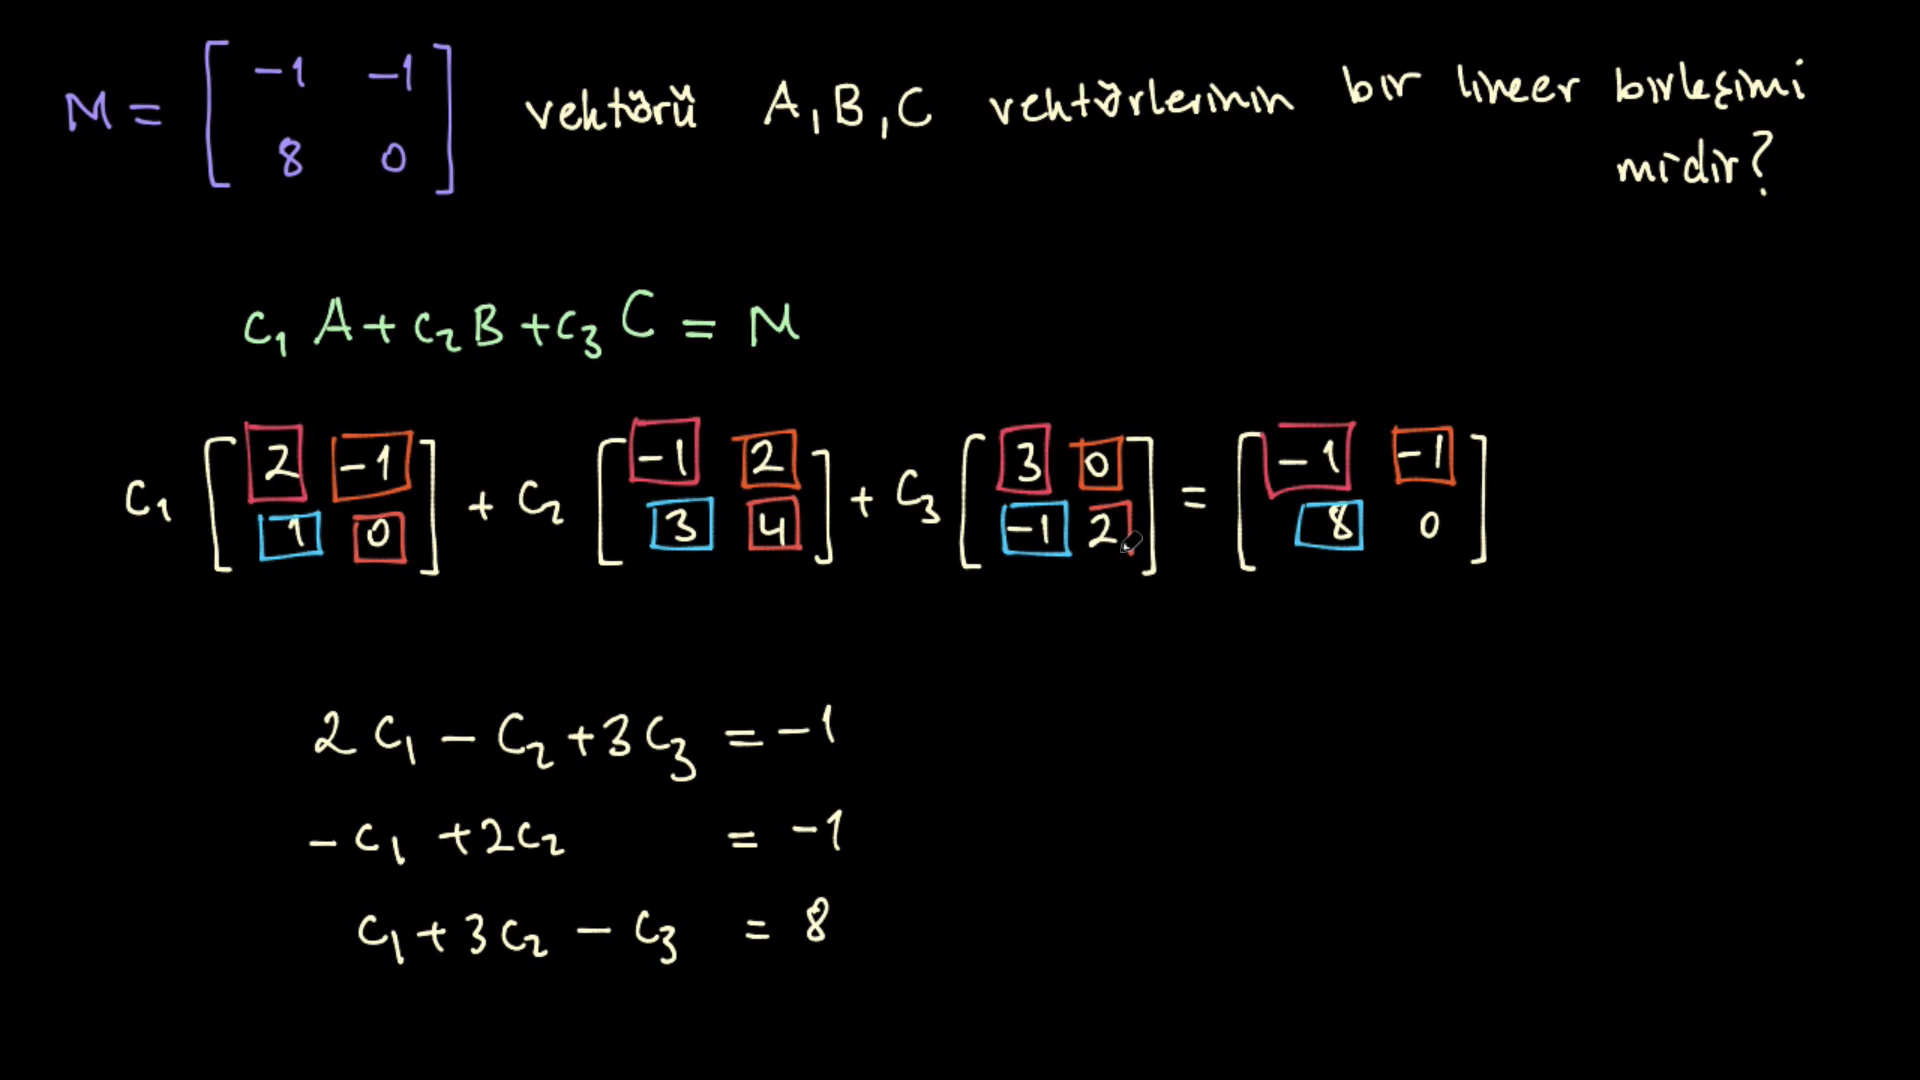 M = [ -1 -1 8 0 ] vektörü A, B, C vektörlerinin bir lineer birleşimi
midir?
c₁ A + c₂ B + c₃ C = M
c₁ [ 2 -1 1 0 ] + c₂ [ -1 2 3 4 ] + c₃ [ 3 0 -1 2 ] = [ -1 -1 8 0 ]
2c₁ - c₂ + 3c₃ = -1
-c₁ + 2c₂ = -1
c₁ + 3c₂ - c₃ = 8